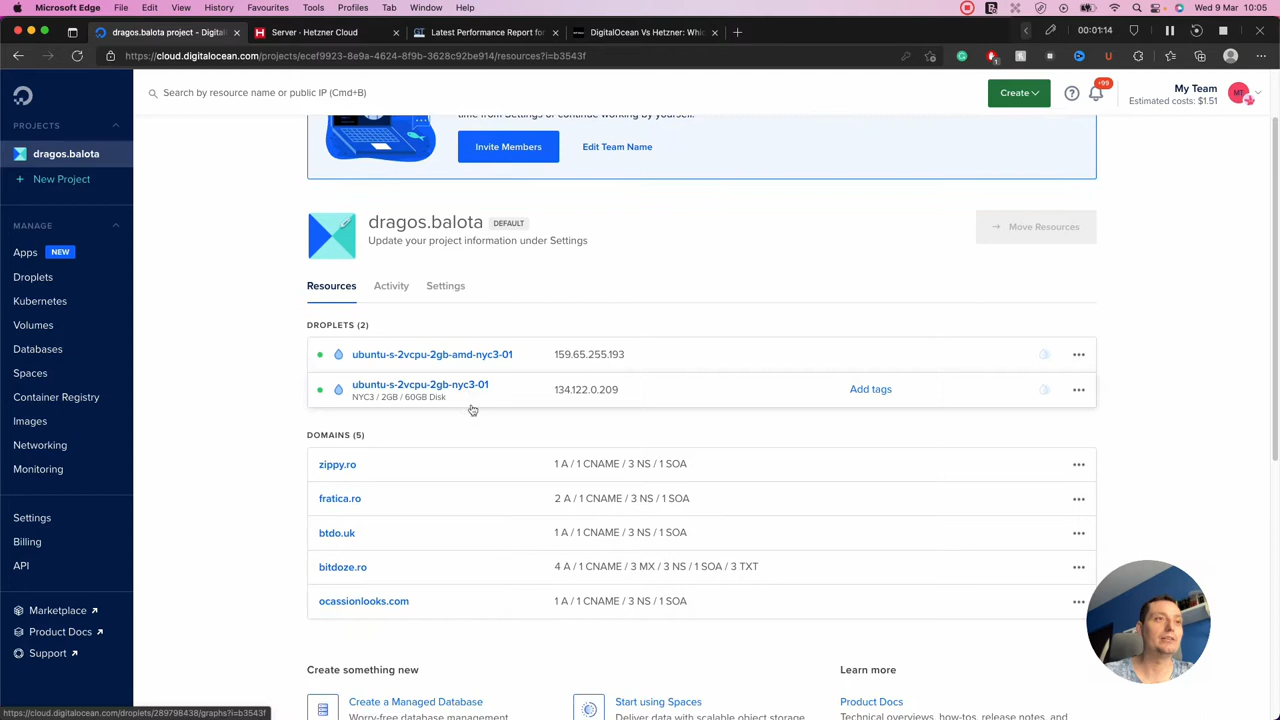 Edge File Edit View History Favourites Tools Profiles Tab Window Help
9 Mar 10:05
dragos.balota project - Digital
Server · Hetzner Cloud
Latest Performance Report for
DigitalOcean Vs Hetzner: Whic
00:01:14
https://cloud.digitalocean.com/projects/ecef9923-8e9a-4624-8f9b-3628c92be914/resources?i=b3543f
Search by resource name or public IP (Cmd+B)
Create
+99
My Team
Estimated costs: $1.51
MT
PROJECTS
dragos.balota
+ New Project
MANAGE
Apps NEW
Droplets
Kubernetes
Volumes
Databases
Spaces
Container Registry
Images
Networking
Monitoring
Settings
Billing
API
Marketplace
Product Docs
Support
time from Settings or continue working by yourself.
Invite Members
Edit Team Name
dragos.balota DEFAULT
Update your project information under Settings
→ Move Resources
Resources Activity Settings
DROPLETS (2)
ubuntu-s-2vcpu-2gb-amd-nyc3-01 159.65.255.193
ubuntu-s-2vcpu-2gb-nyc3-01 134.122.0.209 Add tags
NYC3 / 2GB / 60GB Disk
DOMAINS (5)
zippy.ro 1 A / 1 CNAME / 3 NS / 1 SOA
fratica.ro 2 A / 1 CNAME / 3 NS / 1 SOA
btdo.uk 1 A / 1 CNAME / 3 NS / 1 SOA
bitdoze.ro 4 A / 1 CNAME / 3 MX / 3 NS / 1 SOA / 3 TXT
ocassionlooks.com 1 A / 1 CNAME / 3 NS / 1 SOA
Create something new
Learn more
Create a Managed Database
Worry-free database management
Start using Spaces
Deliver data with scalable object storage
Product Docs
Technical overviews, how-tos, release notes, and
https://cloud.digitalocean.com/droplets/289798438/graphs?i=b3543f